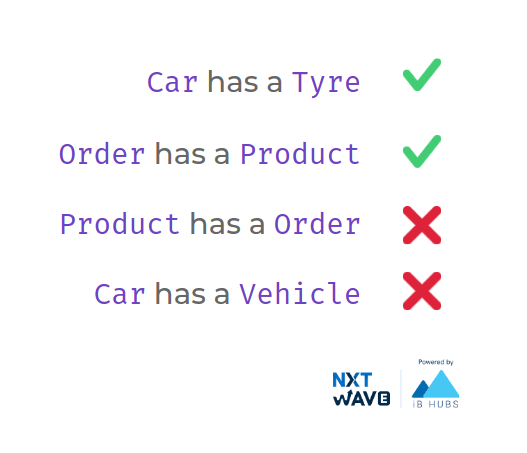 Car has a Tyre
Order has a Product
Product has a Order
Car has a Vehicle
Powered by
NXT
WAVE
iB HUBS